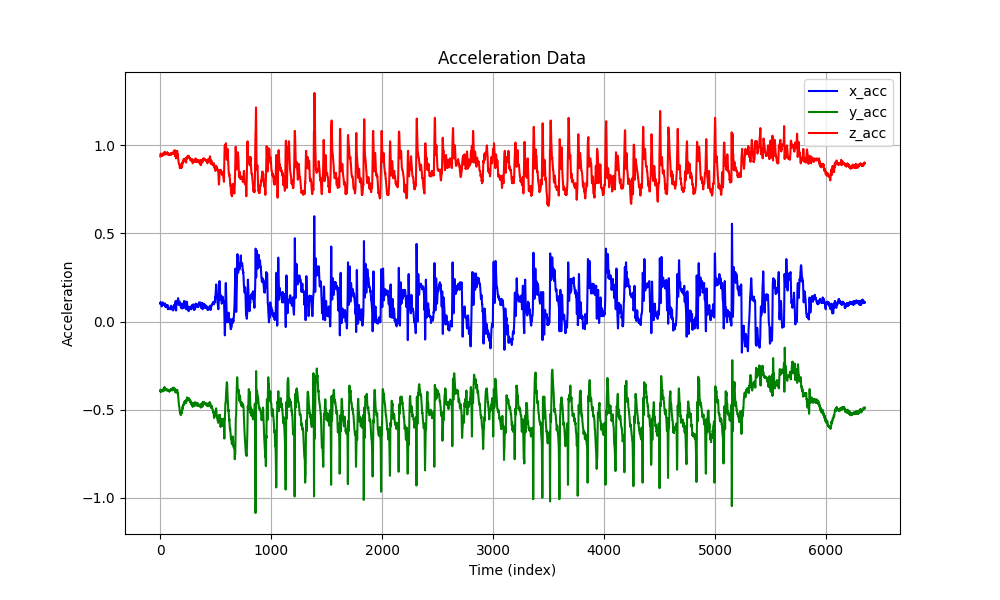 Acceleration Data
x_acc
y_acc
z_acc
1.0
0.5
0.0
−0.5
−1.0
Acceleration
0 1000 2000 3000 4000 5000 6000
Time (index)